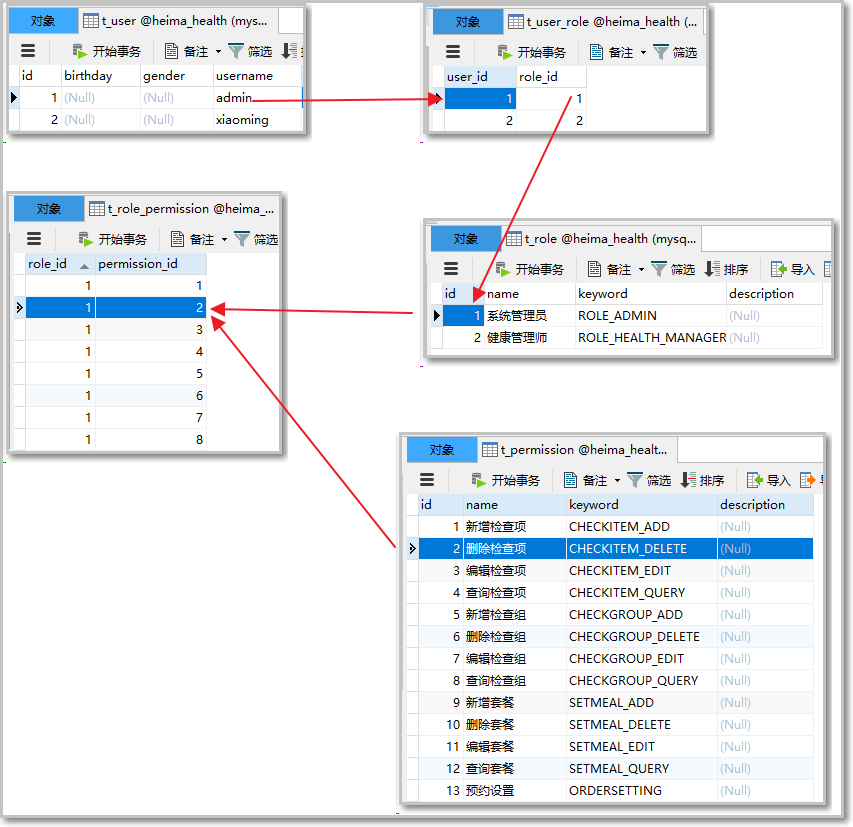 对象 t_user @heima_health (mys...
开始事务 备注 筛选
id birthday gender username
1 (Null) (Null) admin
2 (Null) (Null) xiaoming
对象 t_user_role @heima_health (...
开始事务 备注 筛选
user_id role_id
1 1
2 2
对象 t_role_permission @heima_...
开始事务 备注 筛选
role_id permission_id
1 1
1 2
1 3
1 4
1 5
1 6
1 7
1 8
对象 t_role @heima_health (mysq...
开始事务 备注 筛选 排序 导入
id name keyword description
1 系统管理员 ROLE_ADMIN (Null)
2 健康管理师 ROLE_HEALTH_MANAGER (Null)
对象 t_permission @heima_healt...
开始事务 备注 筛选 排序 导入
id name keyword description
1 新增检查项 CHECKITEM_ADD (Null)
2 删除检查项 CHECKITEM_DELETE (Null)
3 编辑检查项 CHECKITEM_EDIT (Null)
4 查询检查项 CHECKITEM_QUERY (Null)
5 新增检查组 CHECKGROUP_ADD (Null)
6 删除检查组 CHECKGROUP_DELETE (Null)
7 编辑检查组 CHECKGROUP_EDIT (Null)
8 查询检查组 CHECKGROUP_QUERY (Null)
9 新增套餐 SETMEAL_ADD (Null)
10 删除套餐 SETMEAL_DELETE (Null)
11 编辑套餐 SETMEAL_EDIT (Null)
12 查询套餐 SETMEAL_QUERY (Null)
13 预约设置 ORDERSETTING (Null)